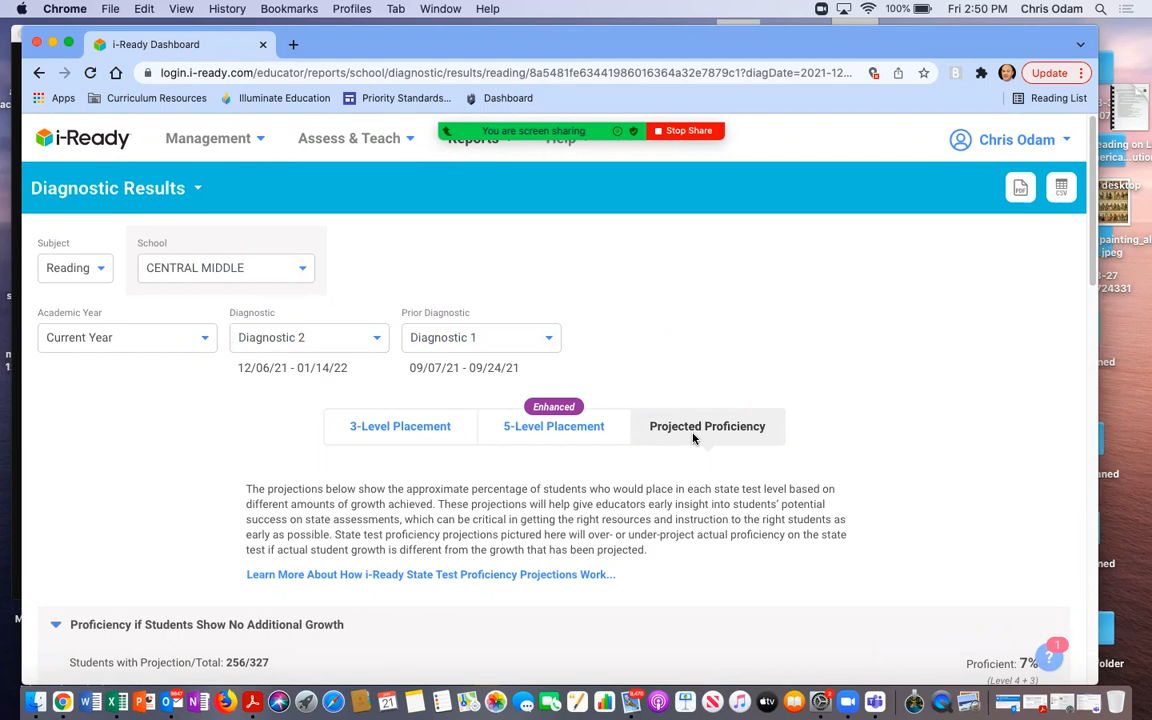 Chrome File Edit View History Bookmarks Profiles Tab Window Help 100% Fri 2:50 PM Chris Odam
i-Ready Dashboard
login.i-ready.com/educator/reports/school/diagnostic/results/reading/8a5481fe63441986016364a32e7879c1?diagDate=2021-12... Update
Apps Curriculum Resources Illuminate Education Priority Standards... Dashboard Reading List
You are screen sharing Stop Share
i-Ready Management Assess & Teach Reports Help Chris Odam
Diagnostic Results PDF CSV
Subject School
Reading CENTRAL MIDDLE
Academic Year Diagnostic Prior Diagnostic
Current Year Diagnostic 2 Diagnostic 1
12/06/21 - 01/14/22 09/07/21 - 09/24/21
Enhanced
3-Level Placement 5-Level Placement Projected Proficiency
The projections below show the approximate percentage of students who would place in each state test level based on
different amounts of growth achieved. These projections will help give educators early insight into students' potential
success on state assessments, which can be critical in getting the right resources and instruction to the right students as
early as possible. State test proficiency projections pictured here will over- or under-project actual proficiency on the state
test if actual student growth is different from the growth that has been projected.
Learn More About How i-Ready State Test Proficiency Projections Work...
Proficiency if Students Show No Additional Growth
Students with Projection/Total: 256/327 Proficient: 7%
(Level 4 + 3)
1
?